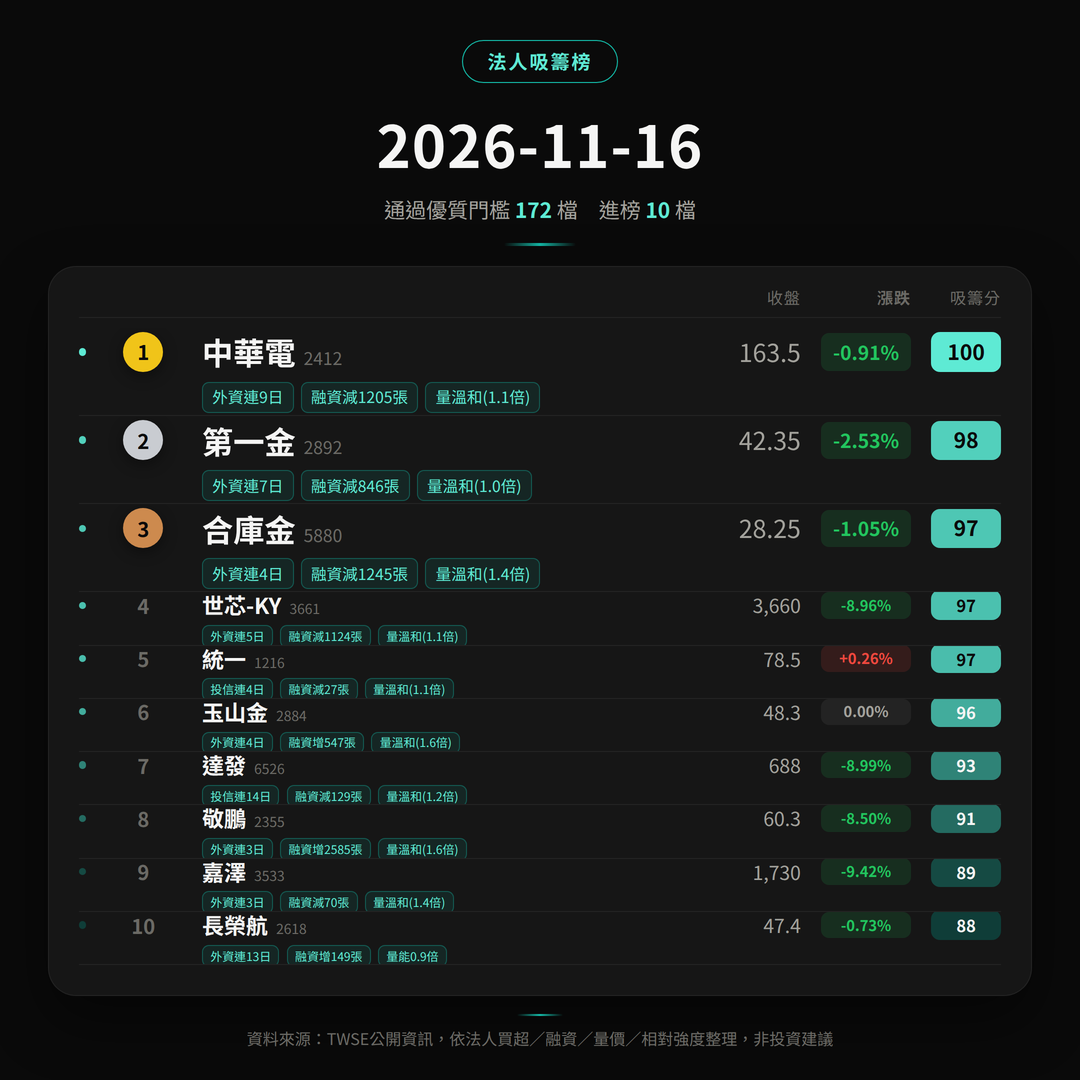 法人吸籌榜
2026-11-16
通過優質門檻 172 檔 進榜 10 檔
收盤 漲跌 吸籌分
1 中華電 2412 163.5 -0.91% 100
外資連9日 融資減1205張 量溫和(1.1倍)
2 第一金 2892 42.35 -2.53% 98
外資連7日 融資減846張 量溫和(1.0倍)
3 合庫金 5880 28.25 -1.05% 97
外資連4日 融資減1245張 量溫和(1.4倍)
4 世芯-KY 3661 3,660 -8.96% 97
外資連5日 融資減1124張 量溫和(1.1倍)
5 統一 1216 78.5 +0.26% 97
投信連4日 融資減27張 量溫和(1.1倍)
6 玉山金 2884 48.3 0.00% 96
外資連4日 融資增547張 量溫和(1.6倍)
7 達發 6526 688 -8.99% 93
投信連14日 融資減129張 量溫和(1.2倍)
8 敬鵬 2355 60.3 -8.50% 91
外資連3日 融資增2585張 量溫和(1.6倍)
9 嘉澤 3533 1,730 -9.42% 89
外資連3日 融資減70張 量溫和(1.4倍)
10 長榮航 2618 47.4 -0.73% 88
外資連13日 融資增149張 量能0.9倍
資料來源：TWSE公開資訊，依法人買超／融資／量價／相對強度整理，非投資建議